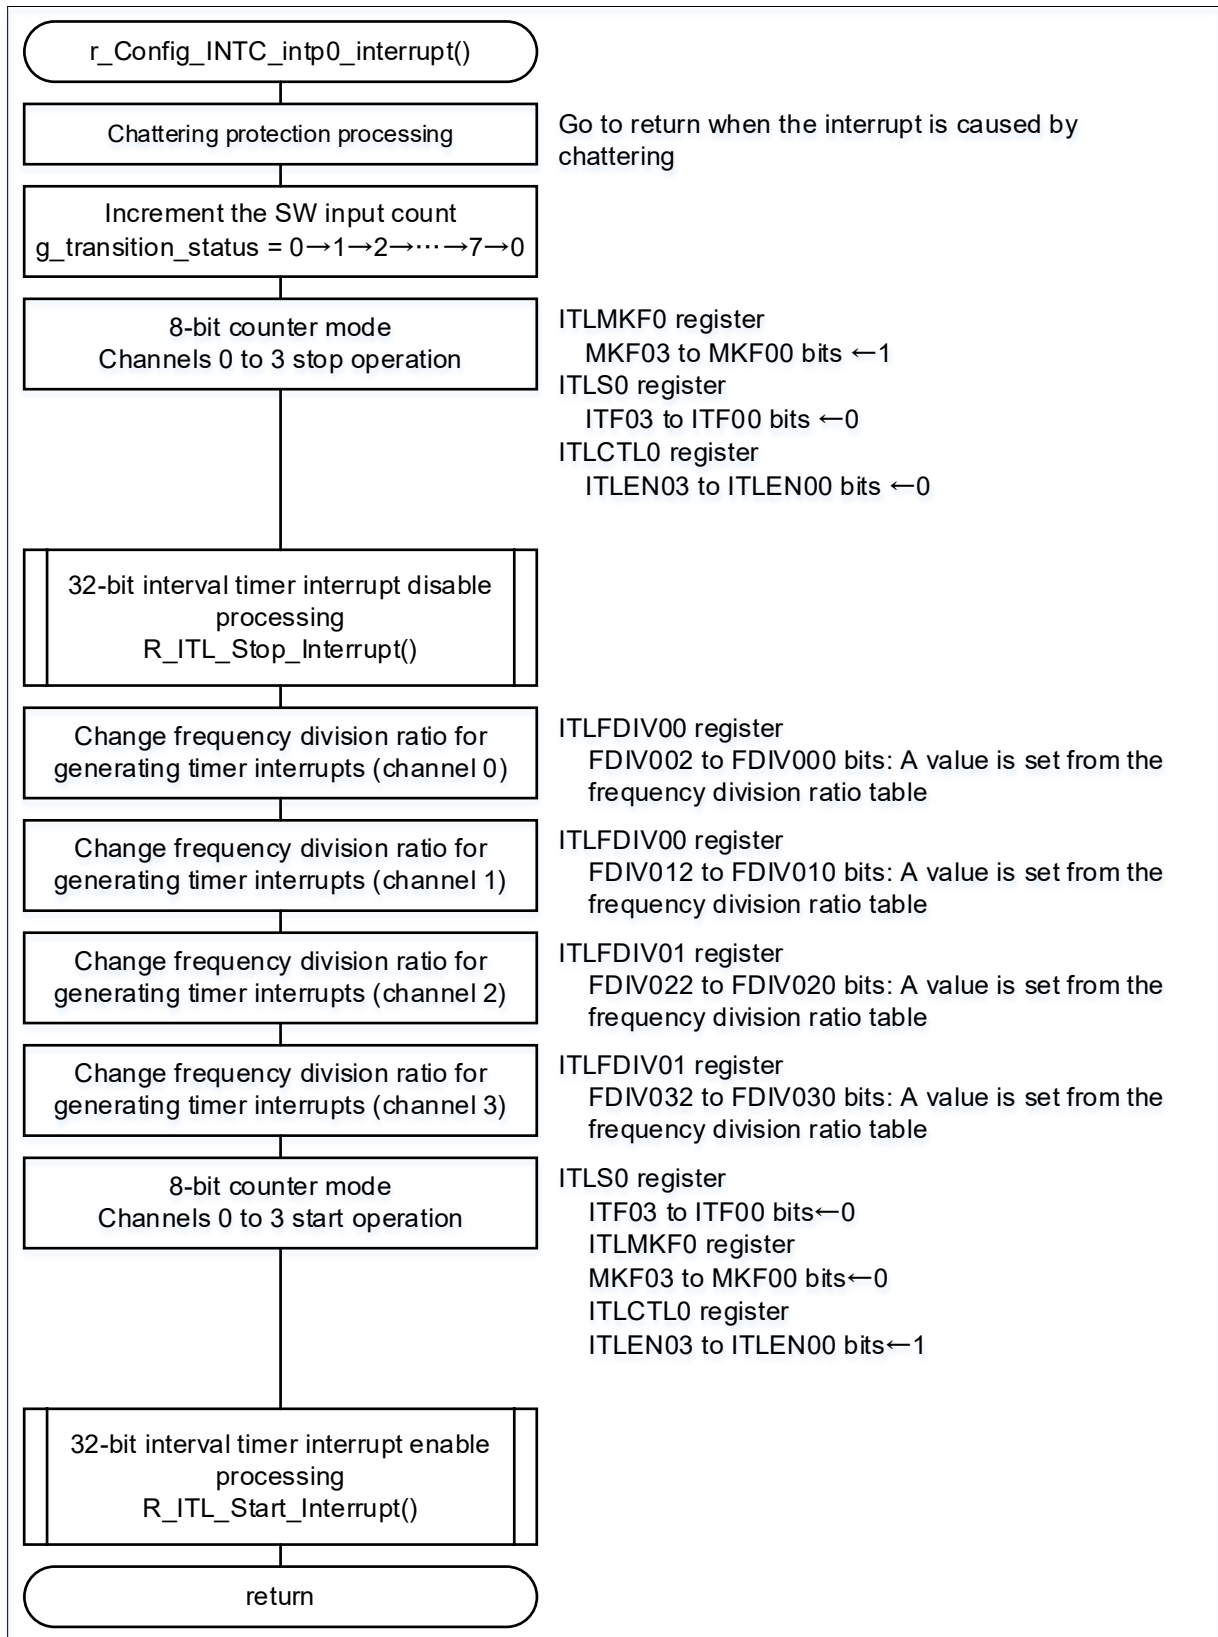 r_Config_INTC_intp0_interrupt()
Chattering protection processing
Go to return when the interrupt is caused by
chattering
Increment the SW input count
g_transition_status = 0→1→2→⋯→7→0
8-bit counter mode
Channels 0 to 3 stop operation
ITLMKF0 register
MKF03 to MKF00 bits ←1
ITLS0 register
ITF03 to ITF00 bits ←0
ITLCTL0 register
ITLEN03 to ITLEN00 bits ←0
32-bit interval timer interrupt disable
processing
R_ITL_Stop_Interrupt()
Change frequency division ratio for
generating timer interrupts (channel 0)
ITLFDIV00 register
FDIV002 to FDIV000 bits: A value is set from the
frequency division ratio table
Change frequency division ratio for
generating timer interrupts (channel 1)
ITLFDIV00 register
FDIV012 to FDIV010 bits: A value is set from the
frequency division ratio table
Change frequency division ratio for
generating timer interrupts (channel 2)
ITLFDIV01 register
FDIV022 to FDIV020 bits: A value is set from the
frequency division ratio table
Change frequency division ratio for
generating timer interrupts (channel 3)
ITLFDIV01 register
FDIV032 to FDIV030 bits: A value is set from the
frequency division ratio table
8-bit counter mode
Channels 0 to 3 start operation
ITLS0 register
ITF03 to ITF00 bits←0
ITLMKF0 register
MKF03 to MKF00 bits←0
ITLCTL0 register
ITLEN03 to ITLEN00 bits←1
32-bit interval timer interrupt enable
processing
R_ITL_Start_Interrupt()
return